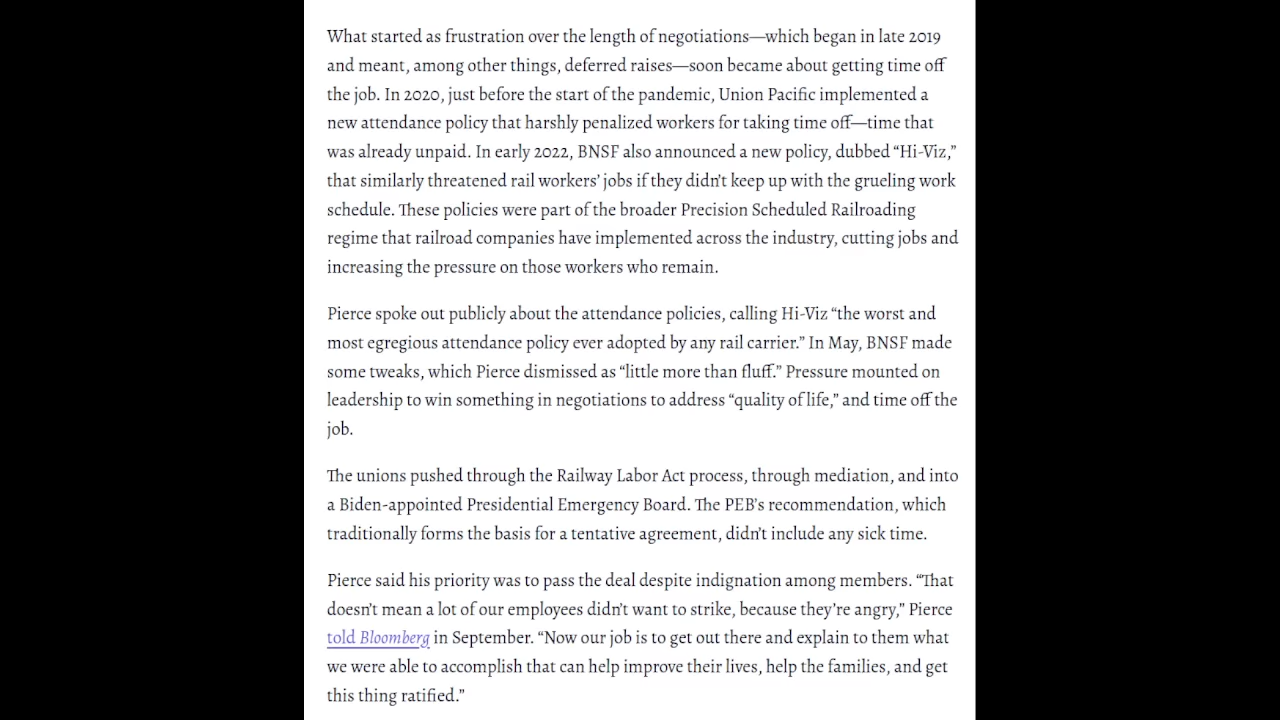 What started as frustration over the length of negotiations—which began in late 2019
and meant, among other things, deferred raises—soon became about getting time off
the job. In 2020, just before the start of the pandemic, Union Pacific implemented a
new attendance policy that harshly penalized workers for taking time off—time that
was already unpaid. In early 2022, BNSF also announced a new policy, dubbed “Hi-Viz,”
that similarly threatened rail workers’ jobs if they didn’t keep up with the grueling work
schedule. These policies were part of the broader Precision Scheduled Railroading
regime that railroad companies have implemented across the industry, cutting jobs and
increasing the pressure on those workers who remain.
Pierce spoke out publicly about the attendance policies, calling Hi-Viz “the worst and
most egregious attendance policy ever adopted by any rail carrier.” In May, BNSF made
some tweaks, which Pierce dismissed as “little more than fluff.” Pressure mounted on
leadership to win something in negotiations to address “quality of life,” and time off the
job.
The unions pushed through the Railway Labor Act process, through mediation, and into
a Biden-appointed Presidential Emergency Board. The PEB’s recommendation, which
traditionally forms the basis for a tentative agreement, didn’t include any sick time.
Pierce said his priority was to pass the deal despite indignation among members. “That
doesn’t mean a lot of our employees didn’t want to strike, because they’re angry,” Pierce
told Bloomberg in September. “Now our job is to get out there and explain to them what
we were able to accomplish that can help improve their lives, help the families, and get
this thing ratified.”